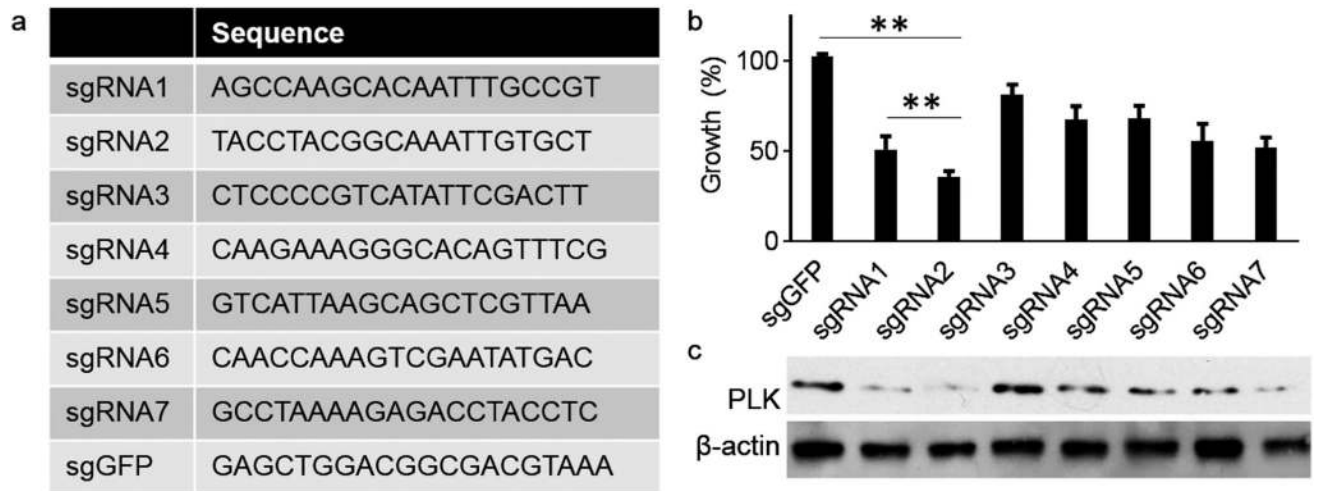 a
Sequence
sgRNA1 AGCCAAGCACAATTTGCCGT
sgRNA2 TACCTACGGCAAATTGTGCT
sgRNA3 CTCCCCGTCATATTCGACTT
sgRNA4 CAAGAAAGGGCACAGTTTCG
sgRNA5 GTCATTAAGCAGCTCGTTAA
sgRNA6 CAACCAAAGTCGAATATGAC
sgRNA7 GCCTAAAAGAGACCTACCTC
sgGFP GAGCTGGACGGCGACGTAAA
b
**
**
Growth (%)
100
50
0
sgGFP
sgRNA1
sgRNA2
sgRNA3
sgRNA4
sgRNA5
sgRNA6
sgRNA7
c
PLK
β-actin